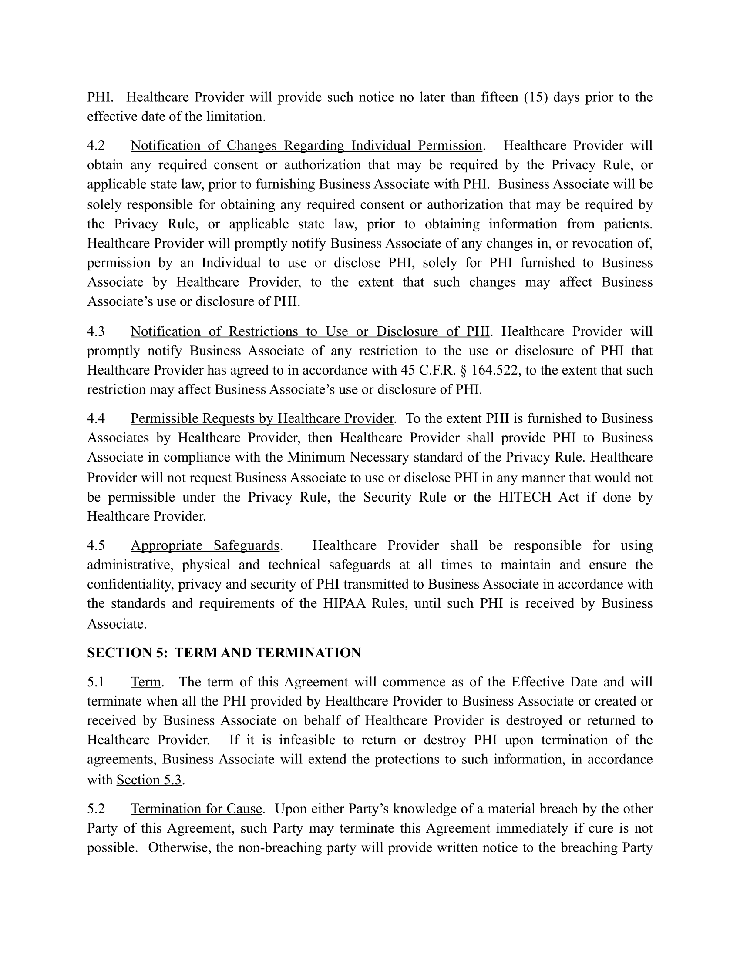 PHI.  Healthcare Provider will provide such notice no later than fifteen (15) days prior to the
effective date of the limitation.
4.2 Notification of Changes Regarding Individual Permission.  Healthcare Provider will
obtain any required consent or authorization that may be required by the Privacy Rule, or
applicable state law, prior to furnishing Business Associate with PHI.  Business Associate will be
solely responsible for obtaining any required consent or authorization that may be required by
the Privacy Rule, or applicable state law, prior to obtaining information from patients.
Healthcare Provider will promptly notify Business Associate of any changes in, or revocation of,
permission by an Individual to use or disclose PHI, solely for PHI furnished to Business
Associate by Healthcare Provider, to the extent that such changes may affect Business
Associate’s use or disclosure of PHI.
4.3 Notification of Restrictions to Use or Disclosure of PHI. Healthcare Provider will
promptly notify Business Associate of any restriction to the use or disclosure of PHI that
Healthcare Provider has agreed to in accordance with 45 C.F.R. § 164.522, to the extent that such
restriction may affect Business Associate’s use or disclosure of PHI.
4.4 Permissible Requests by Healthcare Provider.  To the extent PHI is furnished to Business
Associates by Healthcare Provider, then Healthcare Provider shall provide PHI to Business
Associate in compliance with the Minimum Necessary standard of the Privacy Rule. Healthcare
Provider will not request Business Associate to use or disclose PHI in any manner that would not
be permissible under the Privacy Rule, the Security Rule or the HITECH Act if done by
Healthcare Provider.
4.5 Appropriate Safeguards.  Healthcare Provider shall be responsible for using
administrative, physical and technical safeguards at all times to maintain and ensure the
confidentiality, privacy and security of PHI transmitted to Business Associate in accordance with
the standards and requirements of the HIPAA Rules, until such PHI is received by Business
Associate.
SECTION 5:  TERM AND TERMINATION
5.1 Term.  The term of this Agreement will commence as of the Effective Date and will
terminate when all the PHI provided by Healthcare Provider to Business Associate or created or
received by Business Associate on behalf of Healthcare Provider is destroyed or returned to
Healthcare Provider.  If it is infeasible to return or destroy PHI upon termination of the
agreements, Business Associate will extend the protections to such information, in accordance
with Section 5.3.
5.2 Termination for Cause.  Upon either Party’s knowledge of a material breach by the other
Party of this Agreement, such Party may terminate this Agreement immediately if cure is not
possible.  Otherwise, the non-breaching party will provide written notice to the breaching Party